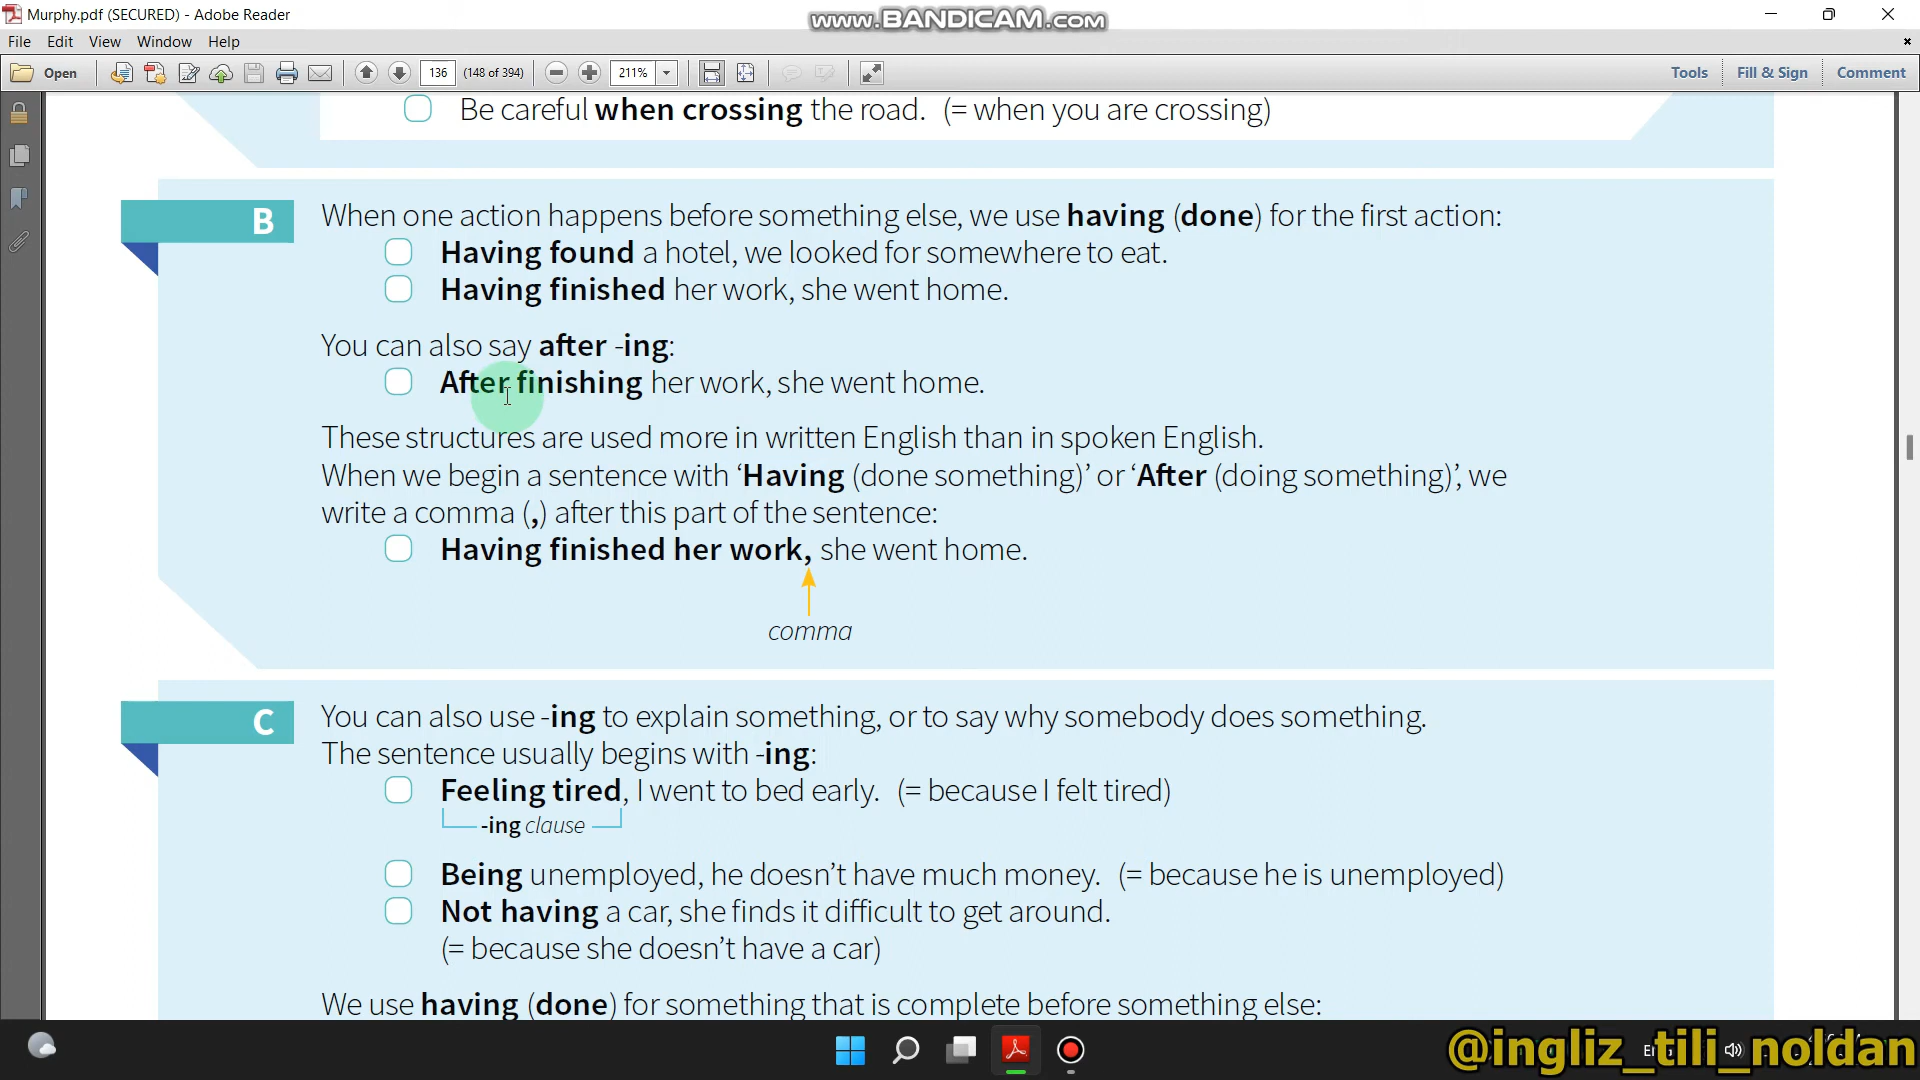 Murphy.pdf (SECURED) - Adobe Reader
www.BANDICAM.com
File Edit View Window Help
Open 136 (148 of 394) 211% Tools Fill & Sign Comment
Be careful when crossing the road. (= when you are crossing)
B When one action happens before something else, we use having (done) for the first action:
Having found a hotel, we looked for somewhere to eat.
Having finished her work, she went home.
You can also say after -ing:
After finishing her work, she went home.
These structures are used more in written English than in spoken English.
When we begin a sentence with ‘Having (done something)’ or ‘After (doing something)’, we
write a comma (,) after this part of the sentence:
Having finished her work, she went home.
comma
C You can also use -ing to explain something, or to say why somebody does something.
The sentence usually begins with -ing:
Feeling tired, I went to bed early. (= because I felt tired)
-ing clause
Being unemployed, he doesn’t have much money. (= because he is unemployed)
Not having a car, she finds it difficult to get around.
(= because she doesn’t have a car)
We use having (done) for something that is complete before something else:
@ingliz_tili_noldan